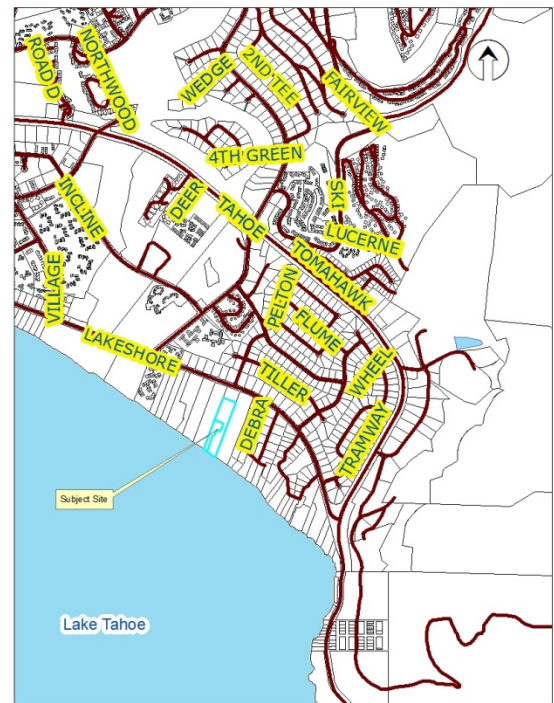 ROAD D
NORTHWOOD
WEDGE
2ND TEE
FAIRVIEW
4TH GREEN
DEER
TAHOE
SKI
LUCERNE
INCLINE
VILLAGE
TOMAHAWK
PELTON
FLUME
LAKESHORE
TILLER
WHEEL
DEBRA
TRAMWAY
Subject Site
Lake Tahoe